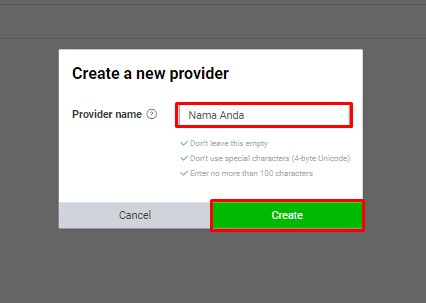 Create a new provider
Provider name ?
Nama Anda
Don't leave this empty
Don't use special characters (4-byte Unicode)
Enter no more than 100 characters
Cancel
Create